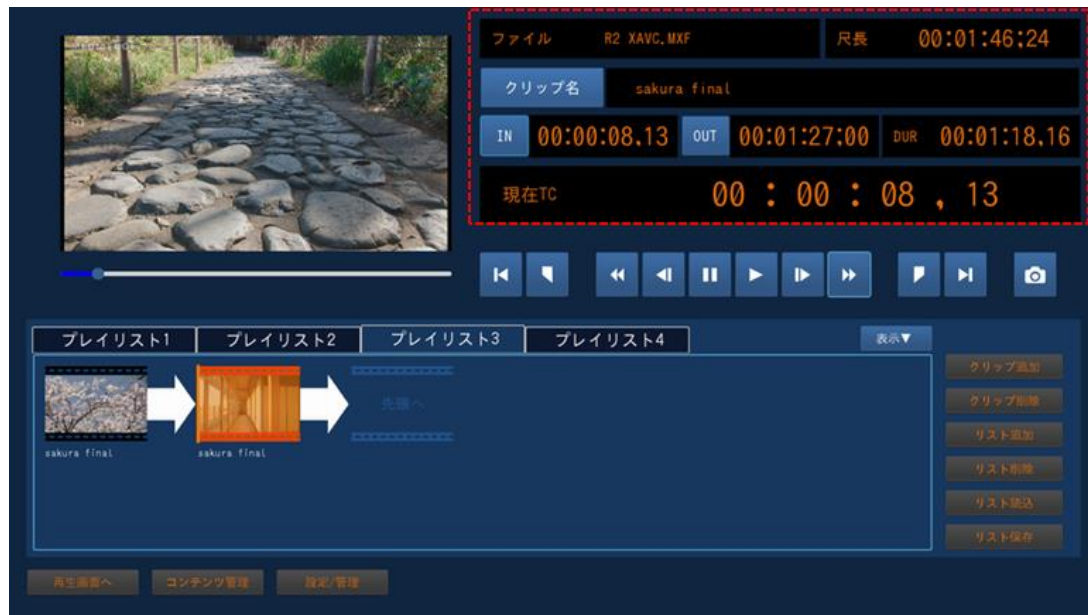 ファイル R2 XAVC.MXF 尺長 00:01:46;24
クリップ名 sakura final
IN 00:00:08,13 OUT 00:01:27;00 DUR 00:01:18,16
現在TC 00 : 00 : 08 , 13
プレイリスト1 プレイリスト2 プレイリスト3 プレイリスト4 表示▼
先頭へ
sakura final sakura final
クリップ追加
クリップ削除
リスト追加
リスト削除
リスト読込
リスト保存
再生画面へ コンテンツ管理 設定/管理